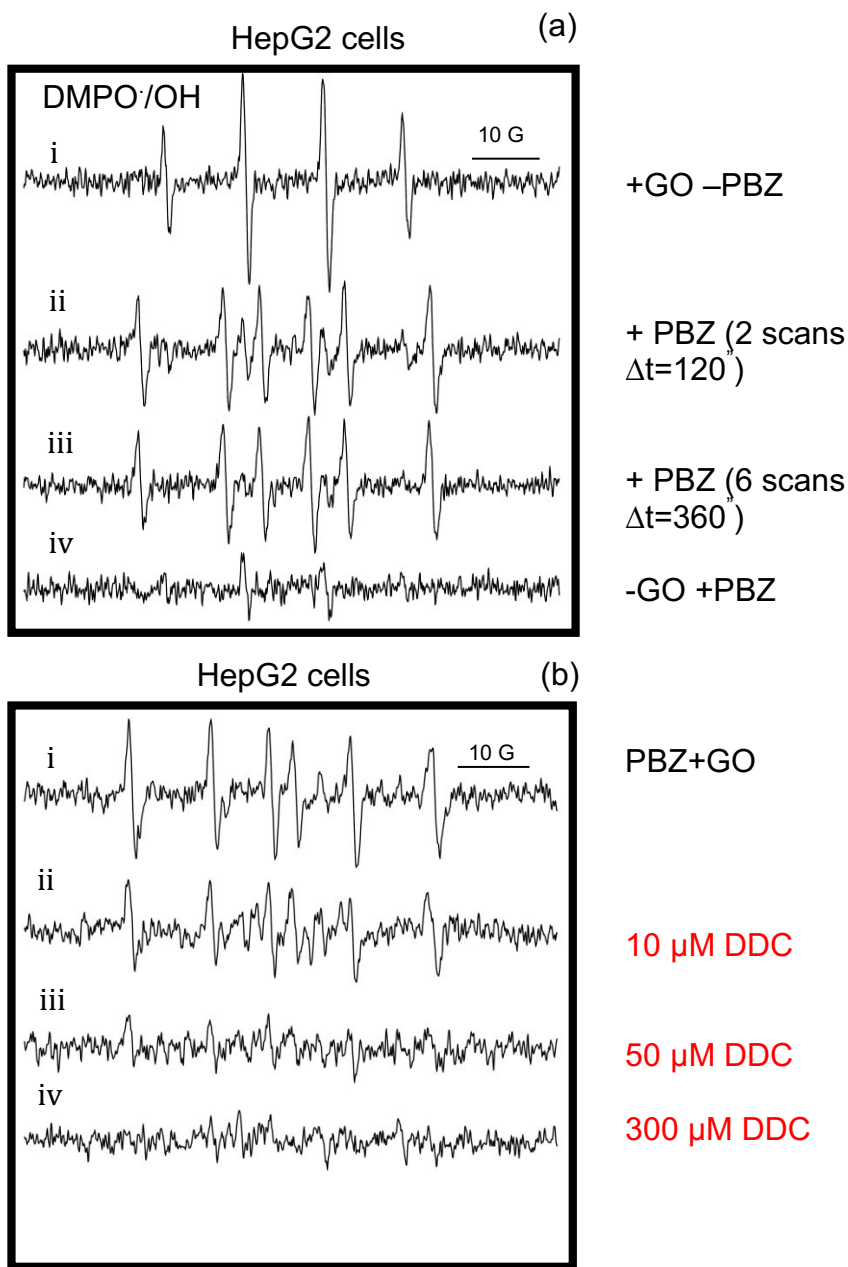 (a)
HepG2 cells
DMPO·/OH
i
10 G
+GO –PBZ
ii
+ PBZ (2 scans
Δt=120”)
iii
+ PBZ (6 scans
Δt=360”)
iv
-GO +PBZ
HepG2 cells
(b)
i
10 G
PBZ+GO
ii
10 µM DDC
iii
50 µM DDC
iv
300 µM DDC